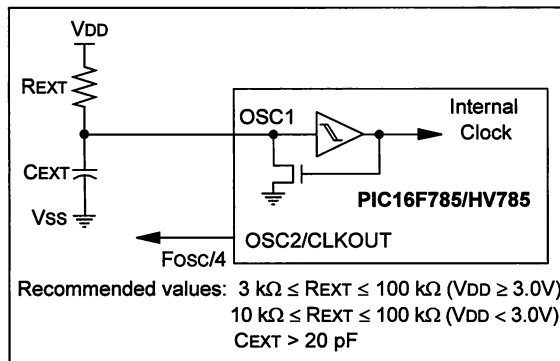 VDD
REXT
OSC1
Internal
Clock
CEXT
PIC16F785/HV785
VSS
OSC2/CLKOUT
FOSC/4
Recommended values: 3 kΩ ≤ REXT ≤ 100 kΩ (VDD ≥ 3.0V)
10 kΩ ≤ REXT ≤ 100 kΩ (VDD < 3.0V)
CEXT > 20 pF